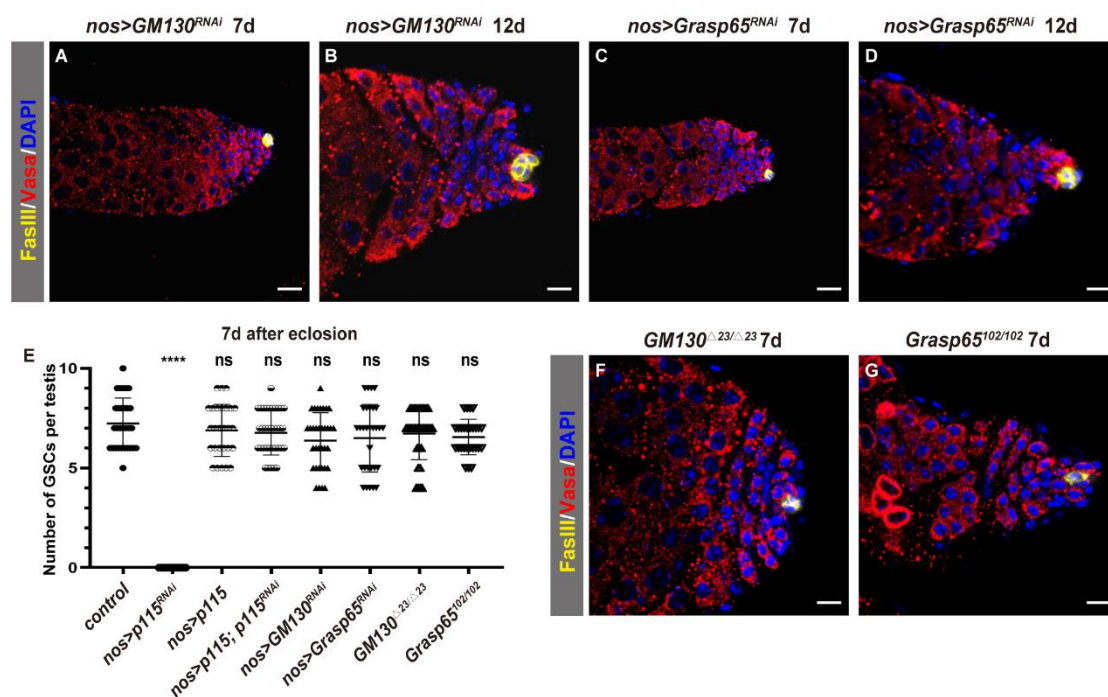 nos>GM130RNAi 7d
nos>GM130RNAi 12d
nos>Grasp65RNAi 7d
nos>Grasp65RNAi 12d
FasIII/Vasa/DAPI
A
B
C
D
E
7d after eclosion
Number of GSCs per testis
10
5
0
****
ns
ns
ns
ns
ns
ns
control
nos>p115RNAi
nos>p115
nos>p115; p115RNAi
nos>GM130RNAi
nos>Grasp65RNAi
GM130△23/△23
Grasp65102/102
GM130△23/△23 7d
Grasp65102/102 7d
FasIII/Vasa/DAPI
F
G